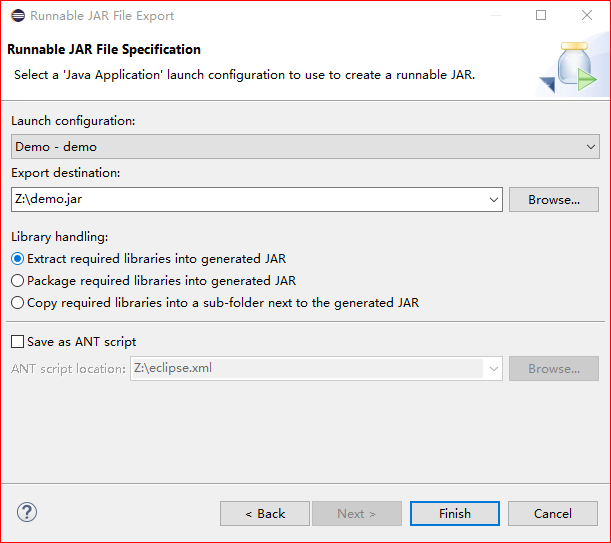 Runnable JAR File Export
Runnable JAR File Specification
Select a 'Java Application' launch configuration to use to create a runnable JAR.
Launch configuration:
Demo - demo
Export destination:
Z:\demo.jar
Browse...
Library handling:
Extract required libraries into generated JAR
Package required libraries into generated JAR
Copy required libraries into a sub-folder next to the generated JAR
Save as ANT script
ANT script location:
Z:\eclipse.xml
Browse...
?
< Back
Next >
Finish
Cancel